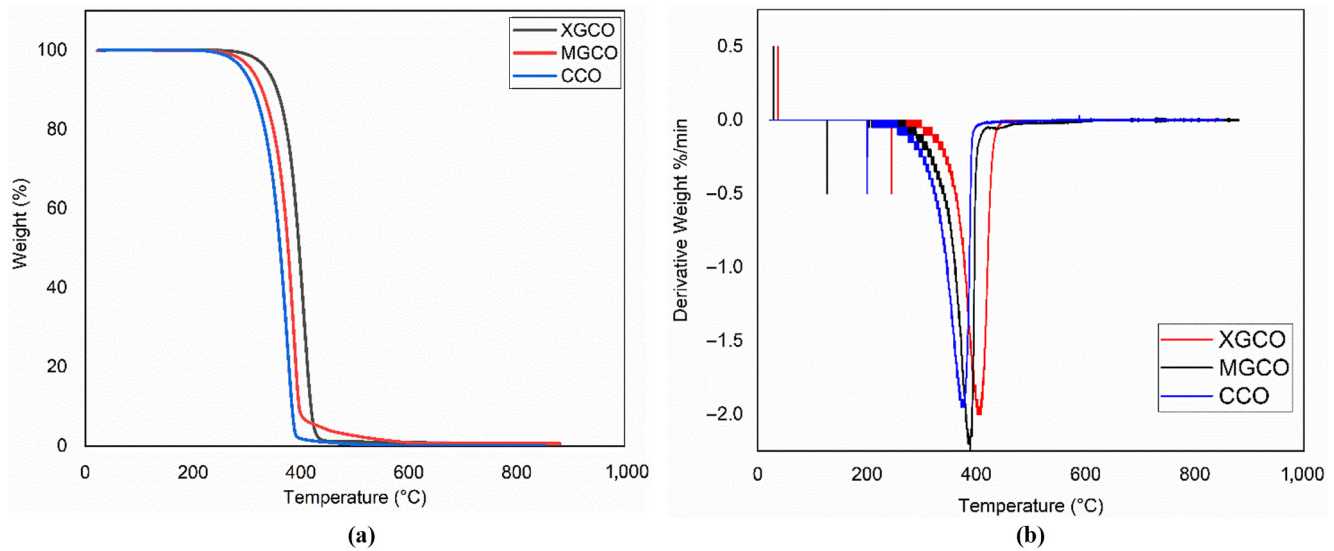 XGCO
MGCO
CCO
100
80
60
40
20
0
Weight (%)
0 200 400 600 800 1,000
Temperature (°C)
(a)
0.5
0.0
−0.5
−1.0
−1.5
−2.0
Derivative Weight %/min
XGCO
MGCO
CCO
0 200 400 600 800 1,000
Temperature (°C)
(b)